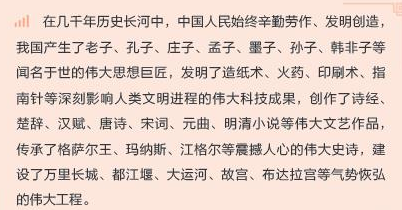 在几千年历史长河中，中国人民始终辛勤劳作、发明创造，
我国产生了老子、孔子、庄子、孟子、墨子、孙子、韩非子等
闻名于世的伟大思想巨匠，发明了造纸术、火药、印刷术、指
南针等深刻影响人类文明进程的伟大科技成果，创作了诗经、
楚辞、汉赋、唐诗、宋词、元曲、明清小说等伟大文艺作品，
传承了格萨尔王、玛纳斯、江格尔等震撼人心的伟大史诗，建
设了万里长城、都江堰、大运河、故宫、布达拉宫等气势恢弘
的伟大工程。